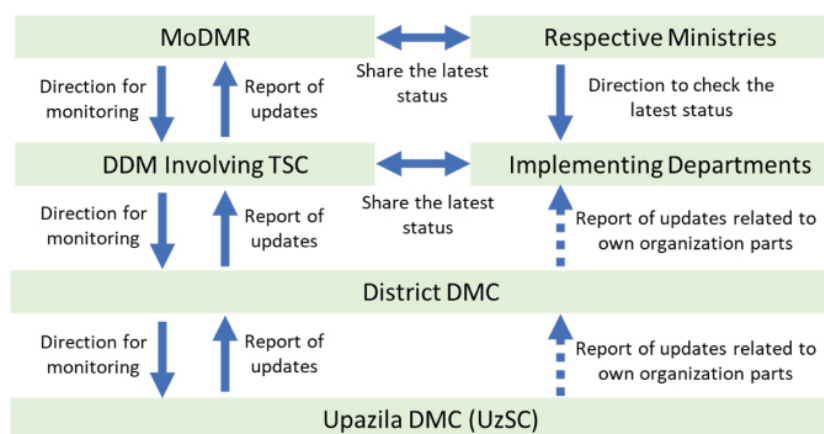 MoDMR
Respective Ministries
Share the latest
status
Direction for
monitoring
Report of
updates
Direction to check the
latest status
DDM Involving TSC
Implementing Departments
Share the latest
status
Direction for
monitoring
Report of
updates
Report of updates related to
own organization parts
District DMC
Direction for
monitoring
Report of
updates
Report of updates related to
own organization parts
Upazila DMC (UzSC)